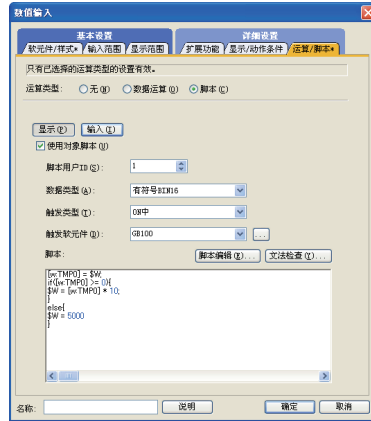 数值输入
基本设置 详细设置
软元件/样式* 输入范围 显示范围 扩展功能 显示/动作条件 运算/脚本*
只有已选择的运算类型的设置有效。
运算类型: 无(N) 数据运算(O) 脚本(C)
显示(P) 输入(I)
使用对象脚本(U)
脚本用户ID(S): 1
数据类型(A): 有符号BIN16
触发类型(T): ON中
触发软元件(D): GB100 ...
脚本: 脚本编辑(R)... 文法检查(Y)...
[w:TMP0] = $W;
if([w:TMP0] >= 0){
$W = [w:TMP0] * 10;
}
else{
$W = 5000
}
名称: 说明 确定 取消